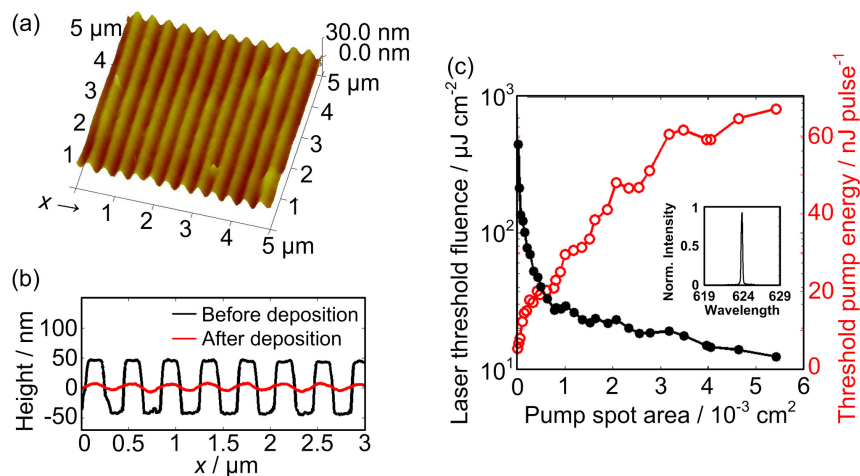 (a)
5 μm
4
3
2
1
x →
1
2
3
4
5 μm
1
2
3
4
5 μm
30.0 nm
0.0 nm
(b)
Height / nm
100
50
0
-50
Before deposition
After deposition
0
0.5
1
1.5
2
2.5
3
x / μm
(c)
Laser threshold fluence / μJ cm⁻²
10³
10²
10¹
0
1
2
3
4
5
6
Pump spot area / 10⁻³ cm²
Threshold pump energy / nJ pulse⁻¹
60
40
20
0
Norm. Intensity
1
0.5
0
619
624
629
Wavelength